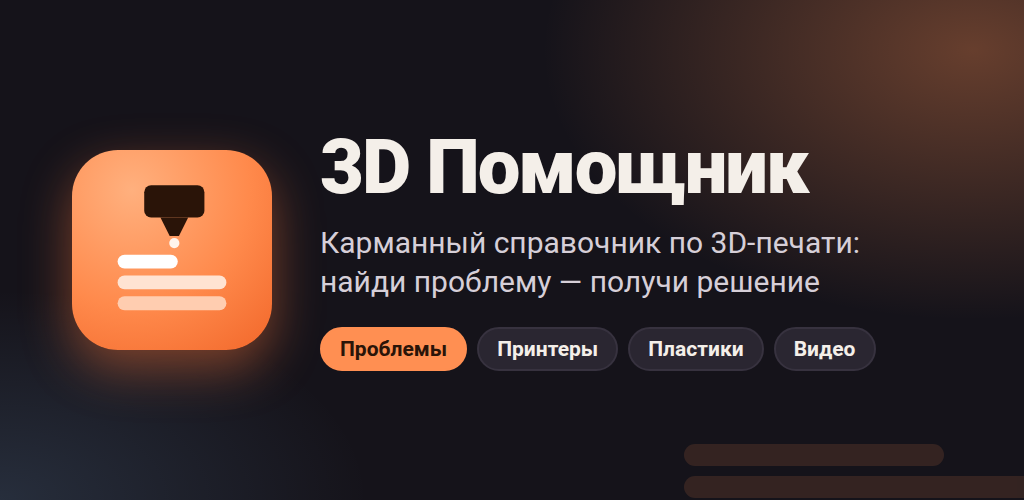 3D Помощник
Карманный справочник по 3D-печати:
найди проблему — получи решение
Проблемы Принтеры Пластики Видео